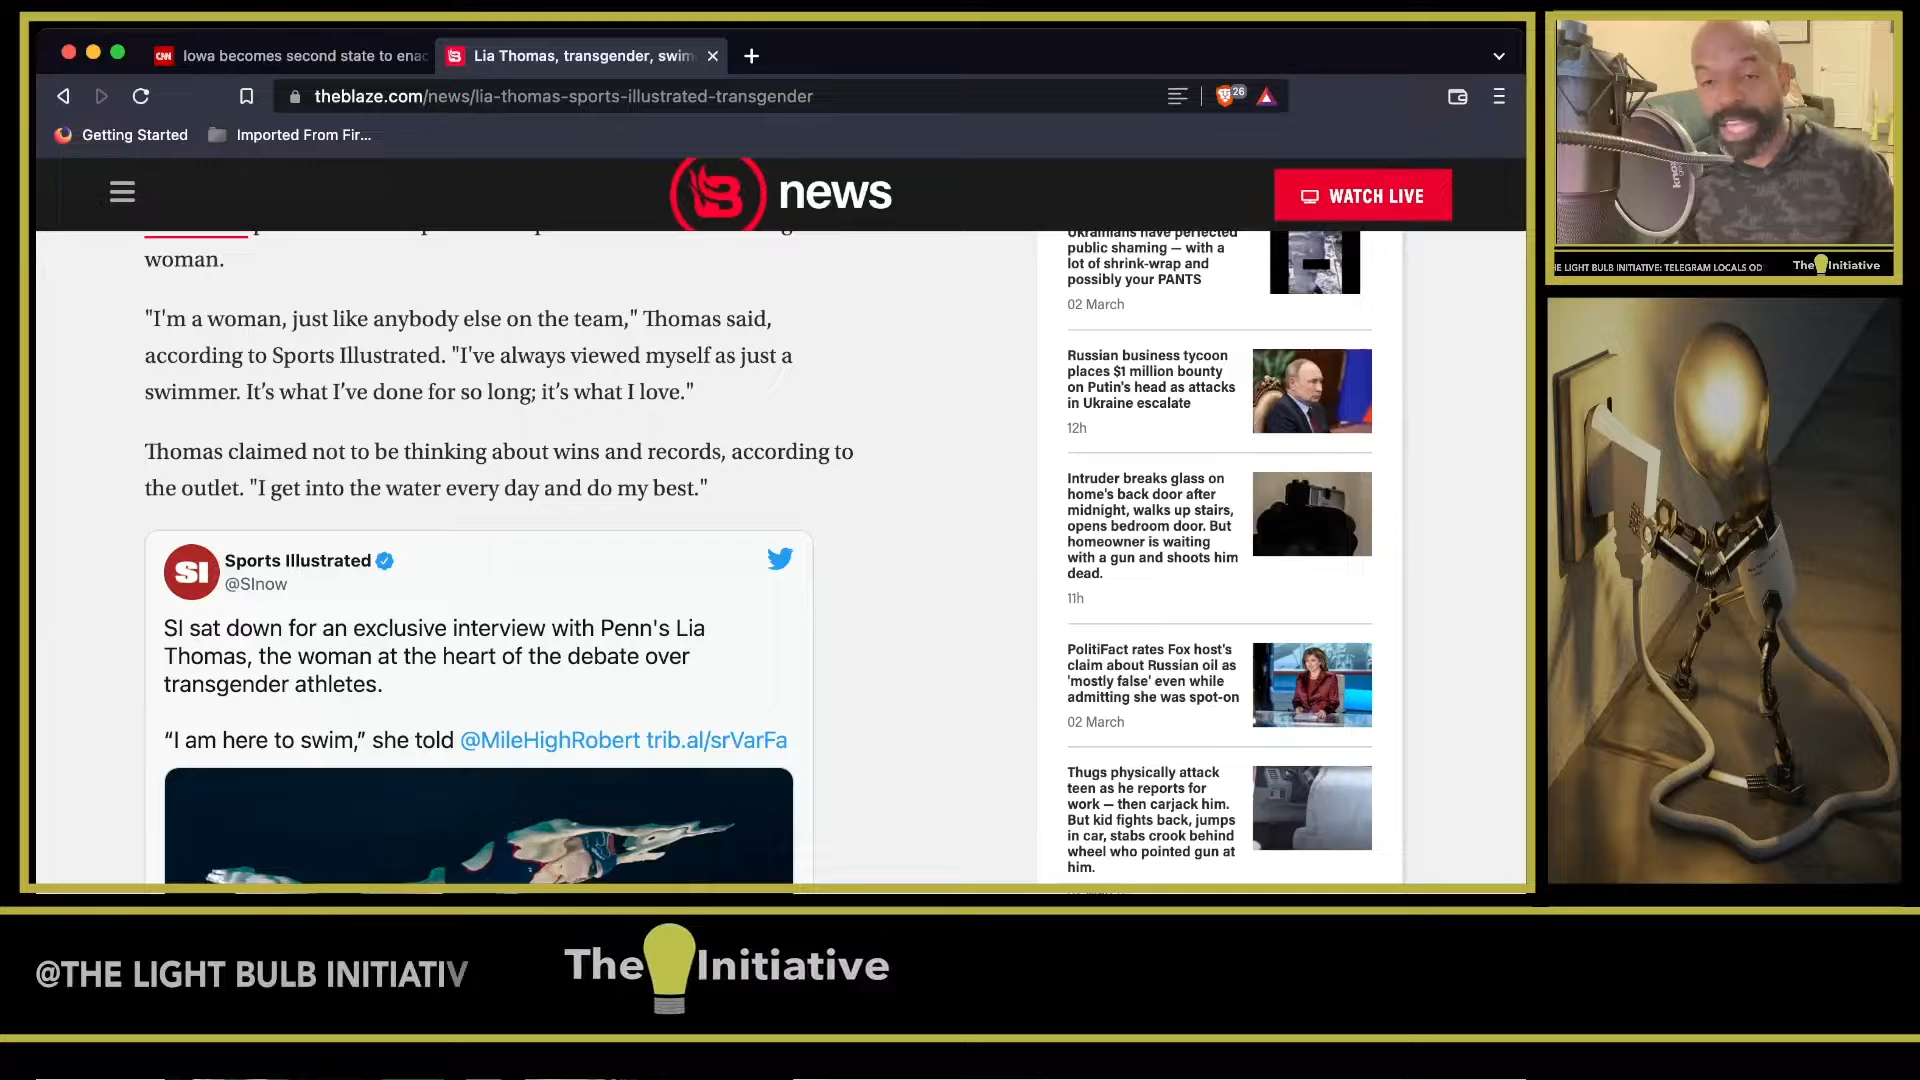 CNN
Iowa becomes second state to enac
Lia Thomas, transgender, swim
theblaze.com/news/lia-thomas-sports-illustrated-transgender
26
Getting Started
Imported From Fir...
news
WATCH LIVE
woman.
"I'm a woman, just like anybody else on the team," Thomas said,
according to Sports Illustrated. "I've always viewed myself as just a
swimmer. It’s what I’ve done for so long; it’s what I love."
Thomas claimed not to be thinking about wins and records, according to
the outlet. "I get into the water every day and do my best."
SI
Sports Illustrated
@SInow
SI sat down for an exclusive interview with Penn's Lia
Thomas, the woman at the heart of the debate over
transgender athletes.
“I am here to swim,” she told @MileHighRobert trib.al/srVarFa
Ukrainians have perfected
public shaming — with a
lot of shrink-wrap and
possibly your PANTS
02 March
Russian business tycoon
places $1 million bounty
on Putin's head as attacks
in Ukraine escalate
12h
Intruder breaks glass on
home's back door after
midnight, walks up stairs,
opens bedroom door. But
homeowner is waiting
with a gun and shoots him
dead.
11h
PolitiFact rates Fox host's
claim about Russian oil as
'mostly false' even while
admitting she was spot-on
02 March
Thugs physically attack
teen as he reports for
work — then carjack him.
But kid fights back, jumps
in car, stabs crook behind
wheel who pointed gun at
him.
E LIGHT BULB INITIATIVE: TELEGRAM LOCALS OD
The Initiative
@THE LIGHT BULB INITIATIV
The Initiative